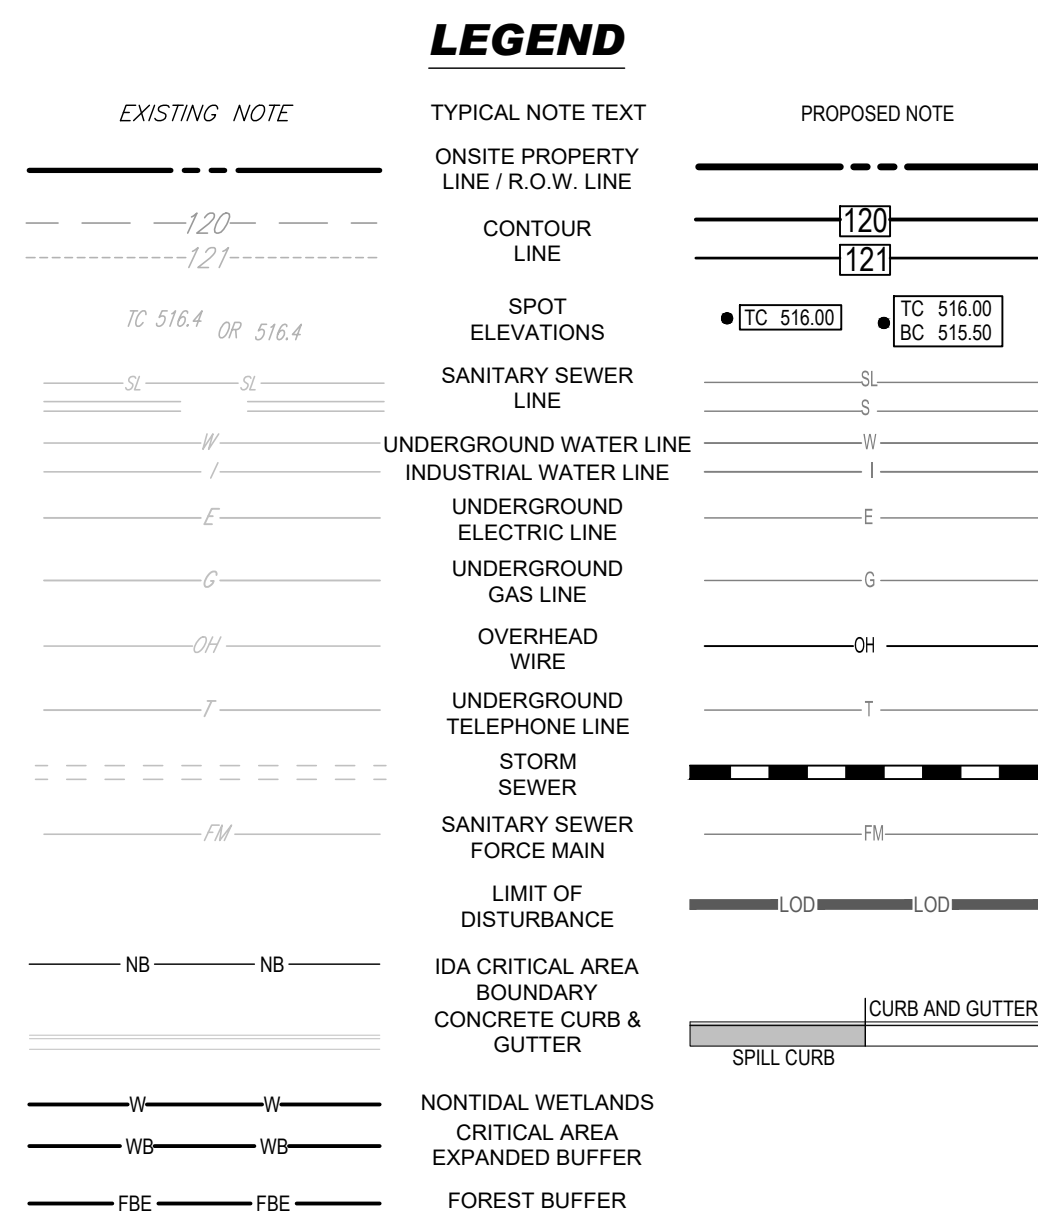 LEGEND
EXISTING NOTE
TYPICAL NOTE TEXT
PROPOSED NOTE
ONSITE PROPERTY
LINE / R.O.W. LINE
120
121
CONTOUR
LINE
120
121
TC 516.4
OR 516.4
SPOT
ELEVATIONS
TC 516.00
TC 516.00
BC 515.50
SL SL
SANITARY SEWER
LINE
SL
S
W
UNDERGROUND WATER LINE
W
I
INDUSTRIAL WATER LINE
I
E
UNDERGROUND
ELECTRIC LINE
E
G
UNDERGROUND
GAS LINE
G
OH
OVERHEAD
WIRE
OH
T
UNDERGROUND
TELEPHONE LINE
T
STORM
SEWER
FM
SANITARY SEWER
FORCE MAIN
FM
LIMIT OF
DISTURBANCE
LOD LOD
NB NB
IDA CRITICAL AREA
BOUNDARY
CONCRETE CURB &
GUTTER
CURB AND GUTTER
SPILL CURB
W W
NONTIDAL WETLANDS
WB WB
CRITICAL AREA
EXPANDED BUFFER
FBE FBE
FOREST BUFFER